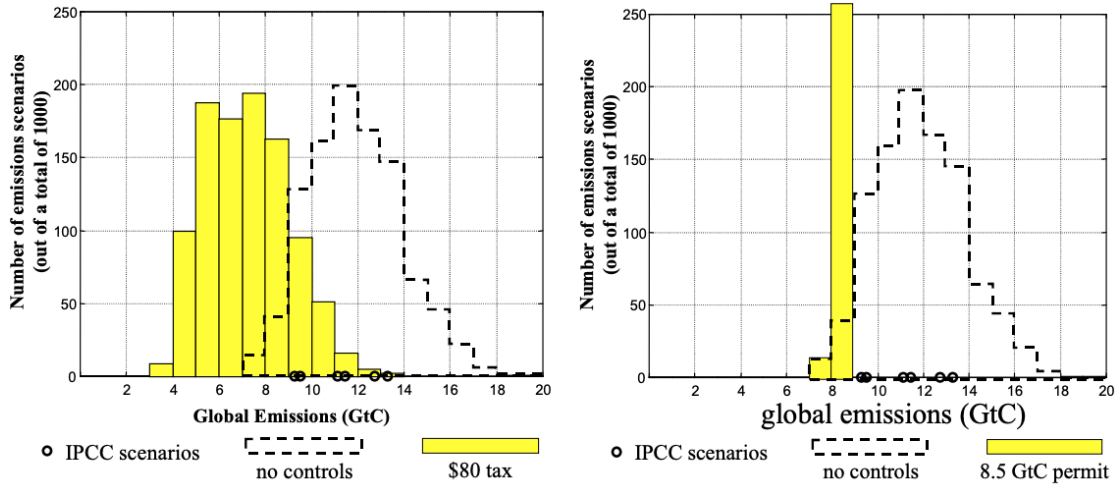 Number of emissions scenarios
(out of a total of 1000)
250
200
150
100
50
0
2 4 6 8 10 12 14 16 18 20
Global Emissions (GtC)
IPCC scenarios
no controls
$80 tax
Number of emissions scenarios
(out of a total of 1000)
250
200
150
100
50
0
2 4 6 8 10 12 14 16 18 20
global emissions (GtC)
IPCC scenarios
no controls
8.5 GtC permit